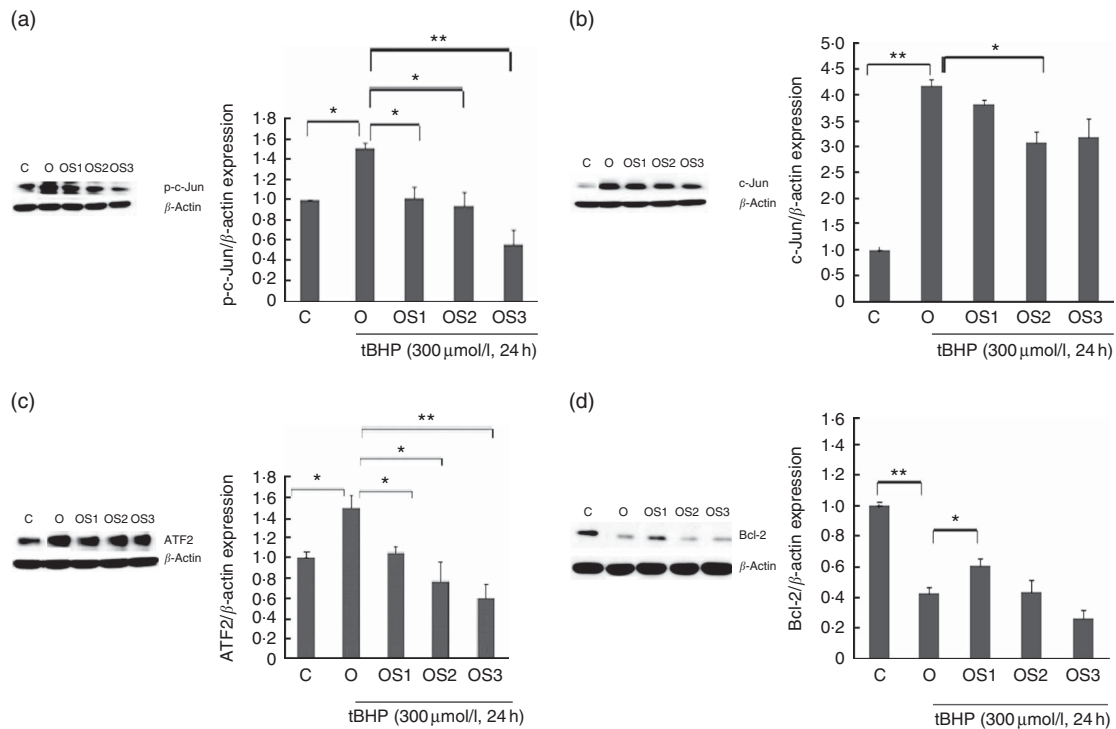 (a)
**
*
*
*
C O OS1 OS2 OS3
p-c-Jun
β-Actin
p-c-Jun/β-actin expression
1·8
1·6
1·4
1·2
1·0
0·8
0·6
0·4
0·2
0
C O OS1 OS2 OS3
tBHP (300 μmol/l, 24 h)
(b)
**
*
C O OS1 OS2 OS3
c-Jun
β-Actin
c-Jun/β-actin expression
5·0
4·5
4·0
3·5
3·0
2·5
2·0
1·5
1·0
0·5
0
C O OS1 OS2 OS3
tBHP (300 μmol/l, 24 h)
(c)
**
*
*
*
C O OS1 OS2 OS3
ATF2
β-Actin
ATF2/β-actin expression
1·8
1·6
1·4
1·2
1·0
0·8
0·6
0·4
0·2
0
C O OS1 OS2 OS3
tBHP (300 μmol/l, 24 h)
(d)
**
*
C O OS1 OS2 OS3
Bcl-2
β-Actin
Bcl-2/β-actin expression
1·6
1·4
1·2
1·0
0·8
0·6
0·4
0·2
0
C O OS1 OS2 OS3
tBHP (300 μmol/l, 24 h)